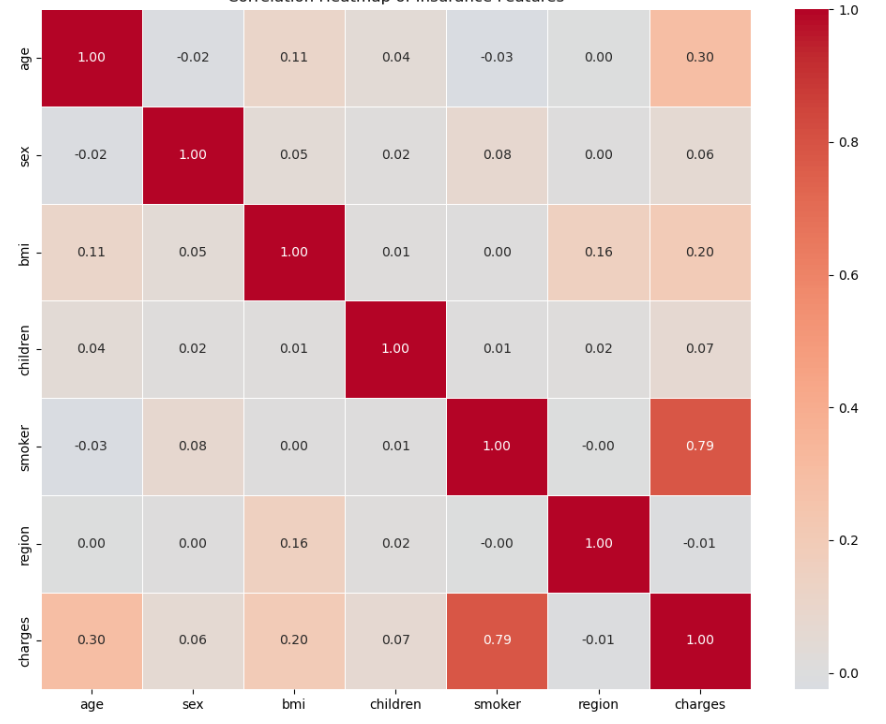 Correlation Heatmap of Insurance Features
age 1.00 -0.02 0.11 0.04 -0.03 0.00 0.30
sex -0.02 1.00 0.05 0.02 0.08 0.00 0.06
bmi 0.11 0.05 1.00 0.01 0.00 0.16 0.20
children 0.04 0.02 0.01 1.00 0.01 0.02 0.07
smoker -0.03 0.08 0.00 0.01 1.00 -0.00 0.79
region 0.00 0.00 0.16 0.02 -0.00 1.00 -0.01
charges 0.30 0.06 0.20 0.07 0.79 -0.01 1.00
age sex bmi children smoker region charges
1.0
0.8
0.6
0.4
0.2
0.0